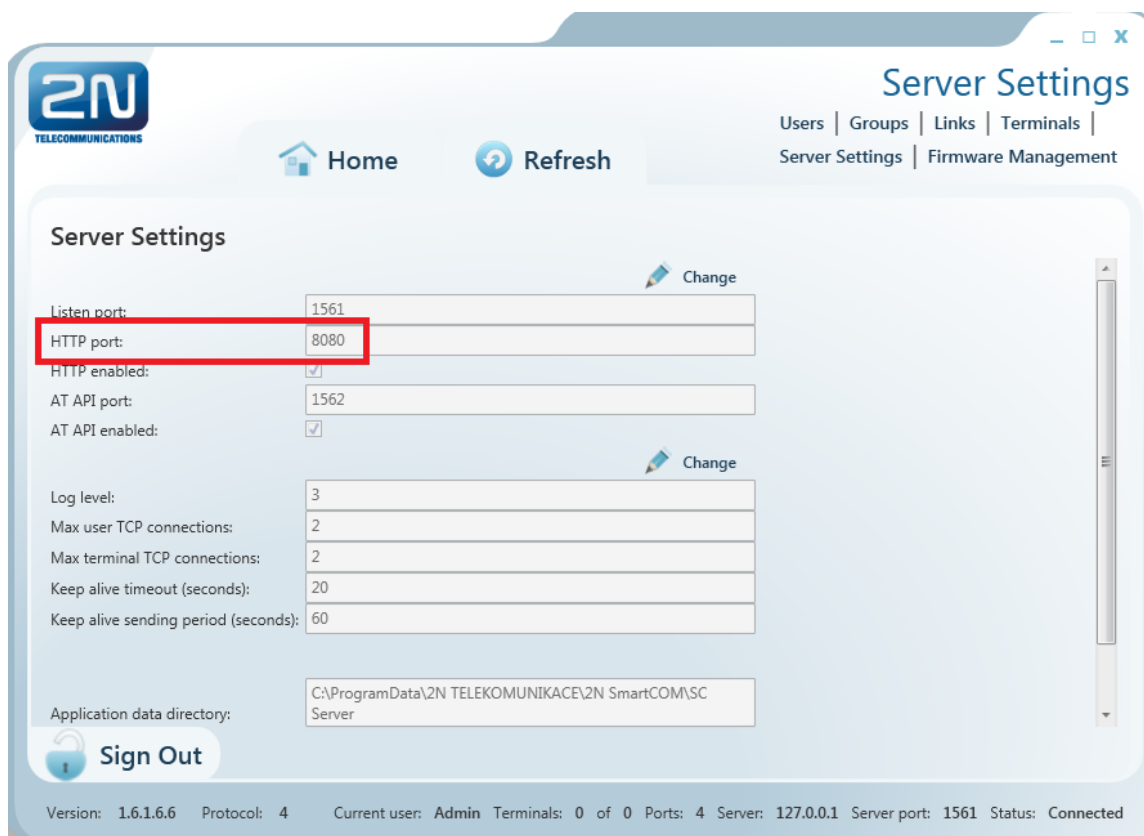 2N
TELECOMMUNICATIONS
Server Settings
Users | Groups | Links | Terminals |
Server Settings | Firmware Management
Home
Refresh
Server Settings
Change
Listen port: 1561
HTTP port: 8080
HTTP enabled:
AT API port: 1562
AT API enabled:
Change
Log level: 3
Max user TCP connections: 2
Max terminal TCP connections: 2
Keep alive timeout (seconds): 20
Keep alive sending period (seconds): 60
Application data directory: C:\ProgramData\2N TELEKOMUNIKACE\2N SmartCOM\SC
Server
Sign Out
Version: 1.6.1.6.6 Protocol: 4 Current user: Admin Terminals: 0 of 0 Ports: 4 Server: 127.0.0.1 Server port: 1561 Status: Connected